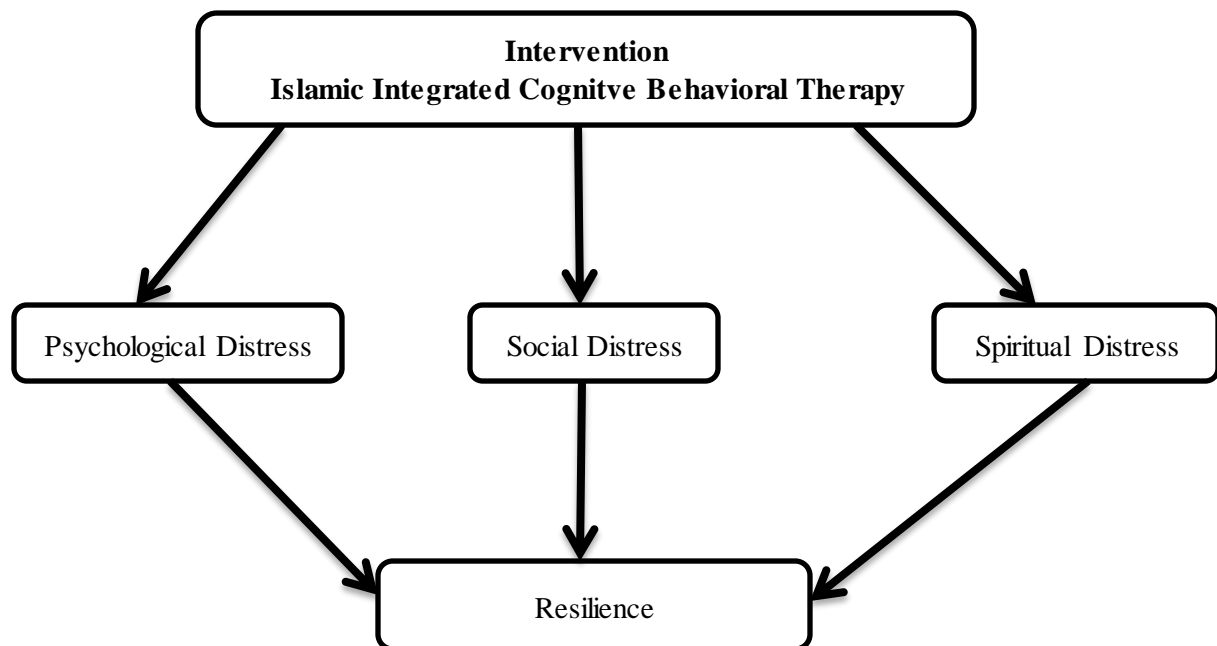 Intervention
Islamic Integrated Cognitve Behavioral Therapy
Psychological Distress
Social Distress
Spiritual Distress
Resilience